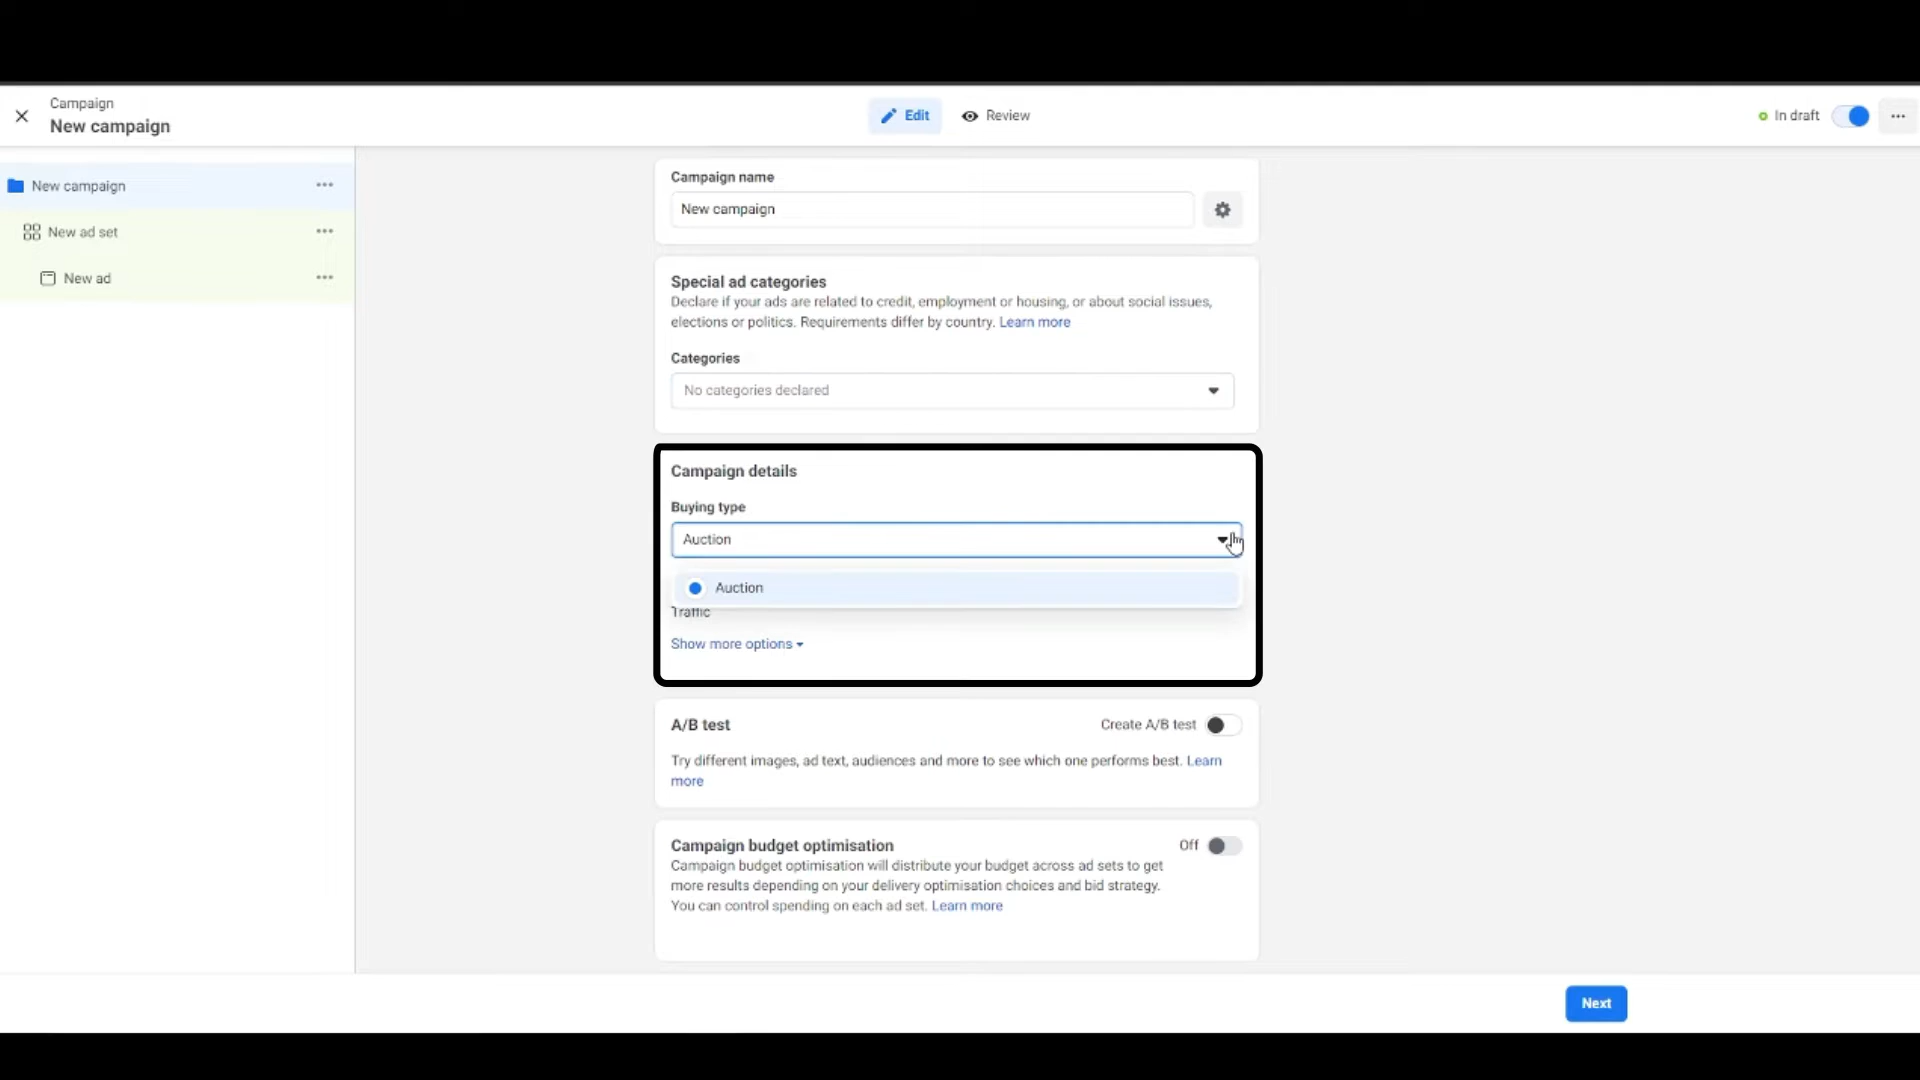 Campaign
New campaign
Edit
Review
In draft
New campaign
New ad set
New ad
Campaign name
New campaign
Special ad categories
Declare if your ads are related to credit, employment or housing, or about social issues,
elections or politics. Requirements differ by country. Learn more
Categories
No categories declared
Campaign details
Buying type
Auction
Auction
Traffic
Show more options
A/B test
Create A/B test
Try different images, ad text, audiences and more to see which one performs best. Learn
more
Campaign budget optimisation
Off
Campaign budget optimisation will distribute your budget across ad sets to get
more results depending on your delivery optimisation choices and bid strategy.
You can control spending on each ad set. Learn more
Next